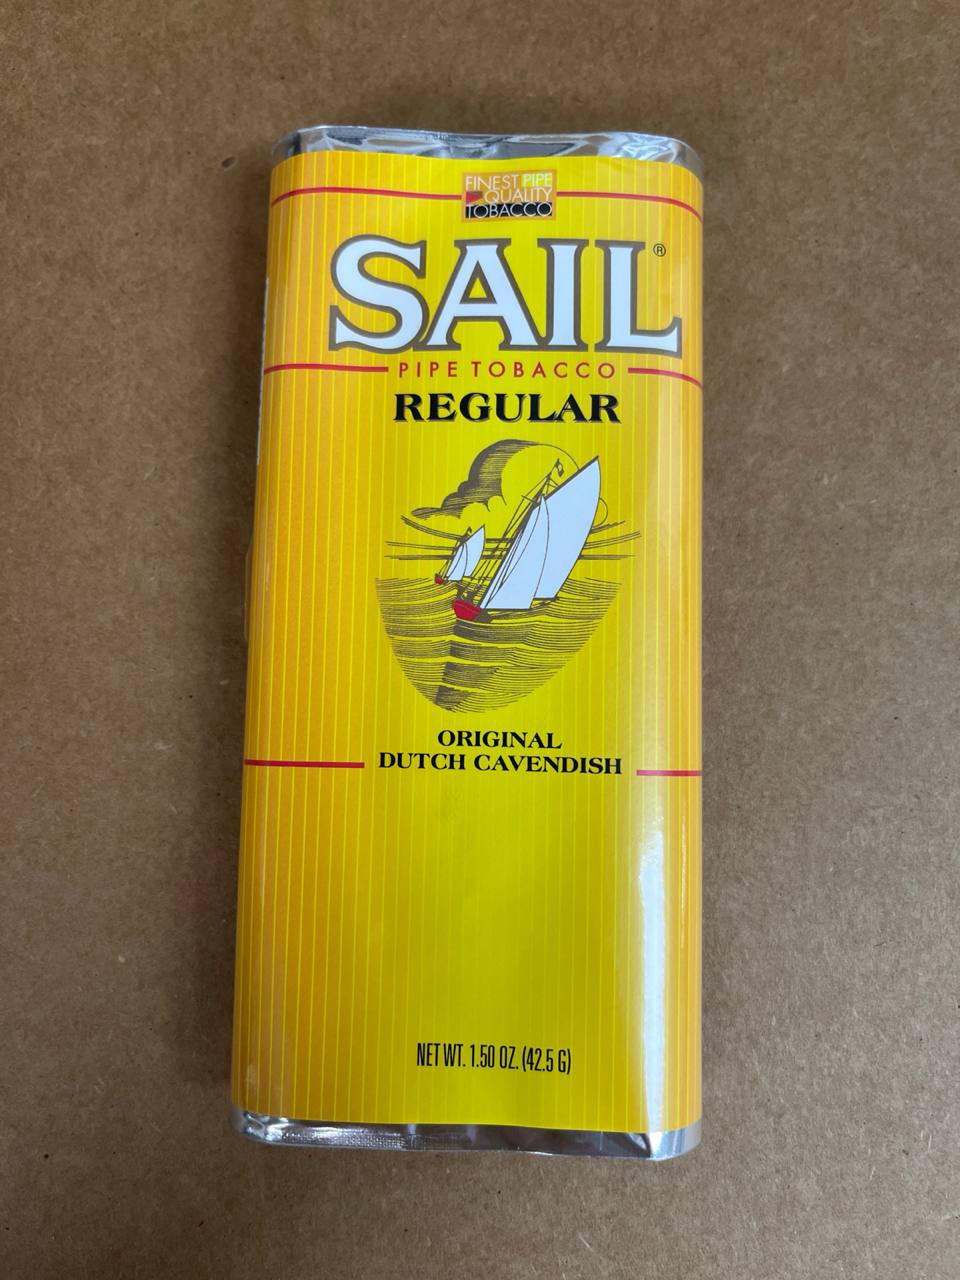 FINEST PIPE
QUALITY
TOBACCO
SAIL®
PIPE TOBACCO
REGULAR
ORIGINAL
DUTCH CAVENDISH
NET WT. 1.50 OZ. (42.5 G)